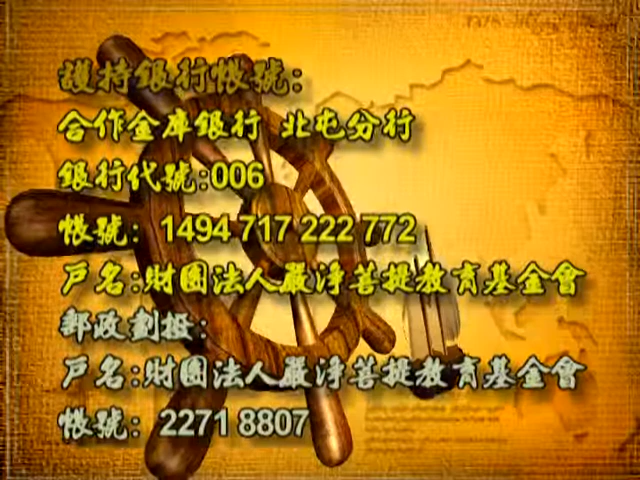 護持銀行帳號:
合作金庫銀行 北屯分行
銀行代號:006
帳號: 1494 717 222 772
戶名:財團法人嚴淨菩提教育基金會
郵政劃撥:
戶名:財團法人嚴淨菩提教育基金會
帳號: 2271 8807